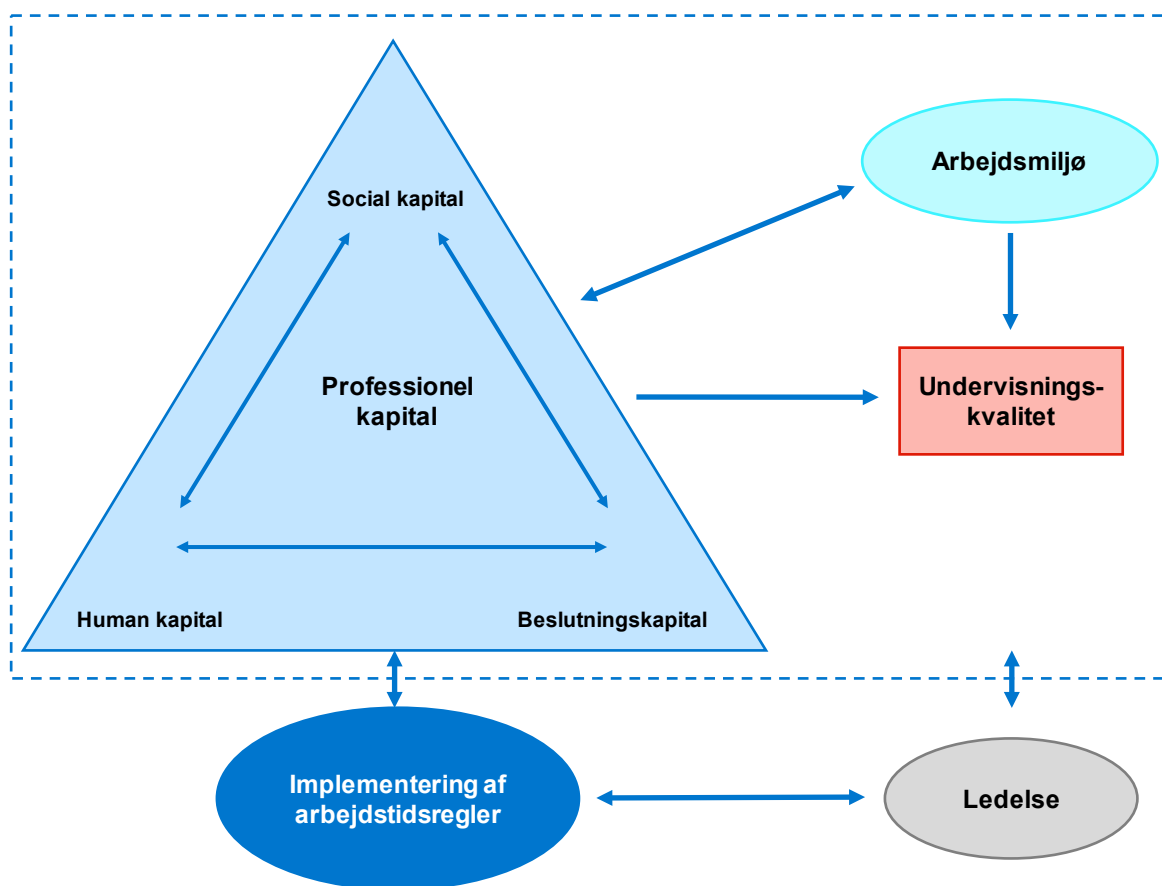 Social kapital
Arbejdsmiljø
Professionel
kapital
Undervisnings-
kvalitet
Human kapital
Beslutningskapital
Implementering af
arbejdstidsregler
Ledelse